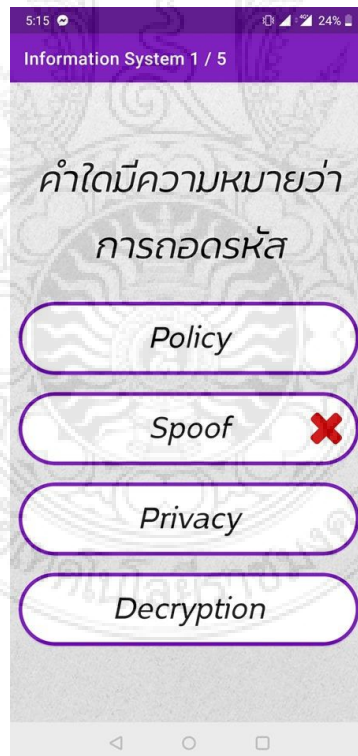 5:15 24%
Information System 1 / 5
คำใดมีความหมายว่า
การถอดรหัส
Policy
Spoof
Privacy
Decryption